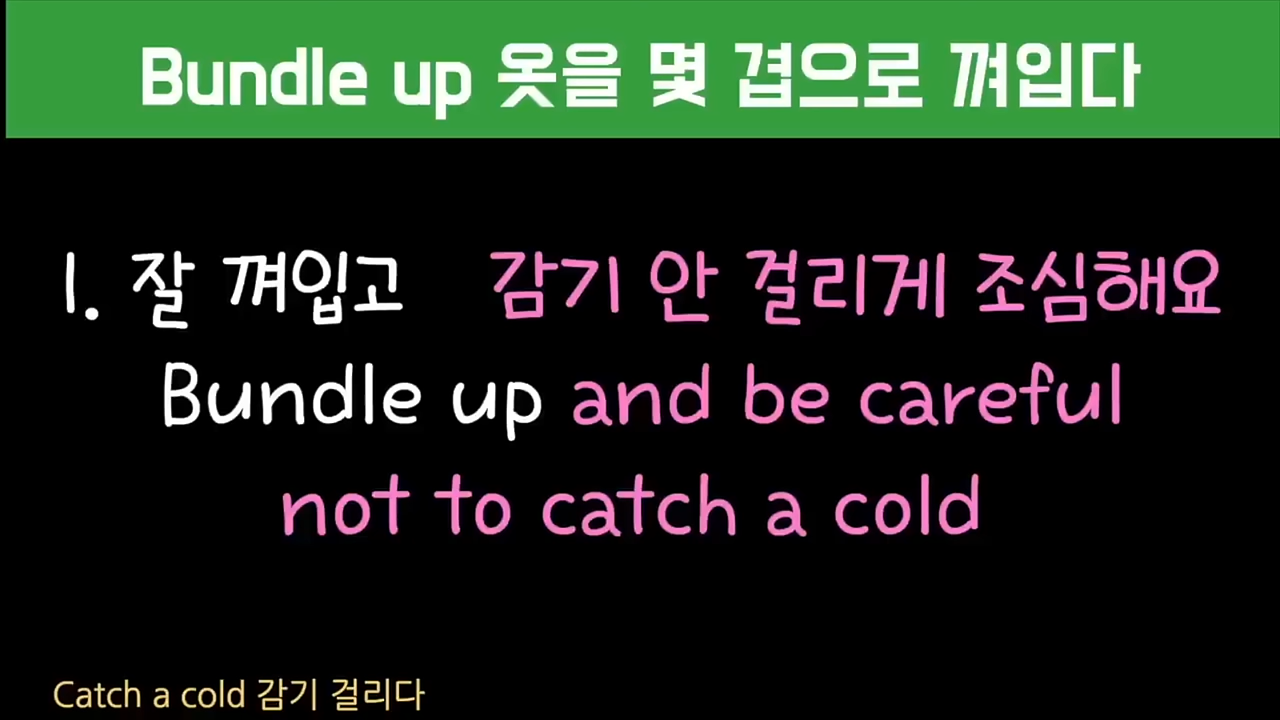 Bundle up 옷을 몇 겹으로 껴입다
1. 잘 껴입고 감기 안 걸리게 조심해요
Bundle up and be careful
not to catch a cold
Catch a cold 감기 걸리다